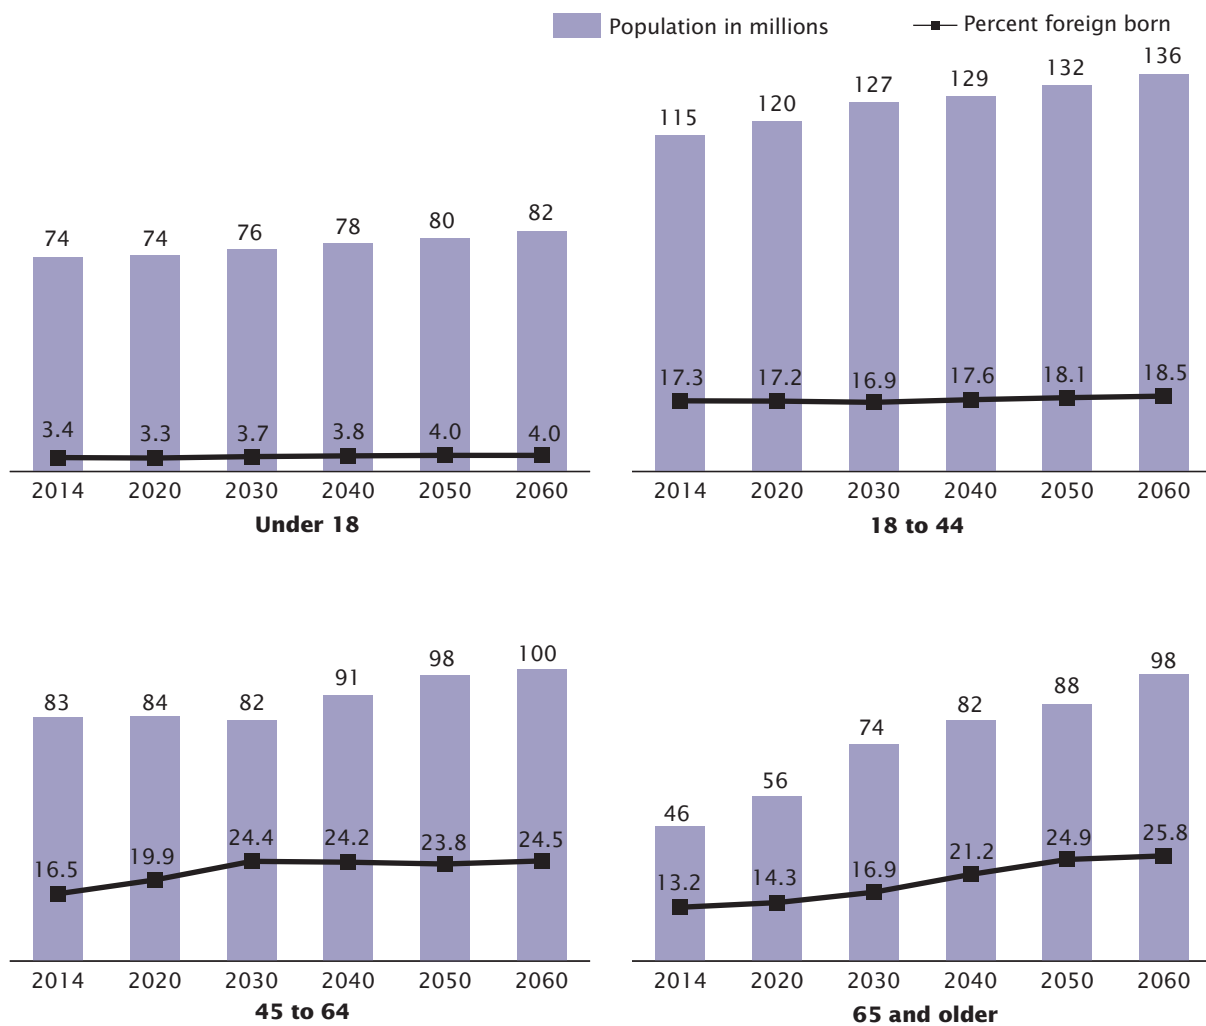 Population in millions
Percent foreign born
74 74 76 78 80 82
3.4 3.3 3.7 3.8 4.0 4.0
2014 2020 2030 2040 2050 2060
Under 18
115 120 127 129 132 136
17.3 17.2 16.9 17.6 18.1 18.5
2014 2020 2030 2040 2050 2060
18 to 44
83 84 82 91 98 100
16.5 19.9 24.4 24.2 23.8 24.5
2014 2020 2030 2040 2050 2060
45 to 64
46 56 74 82 88 98
13.2 14.3 16.9 21.2 24.9 25.8
2014 2020 2030 2040 2050 2060
65 and older